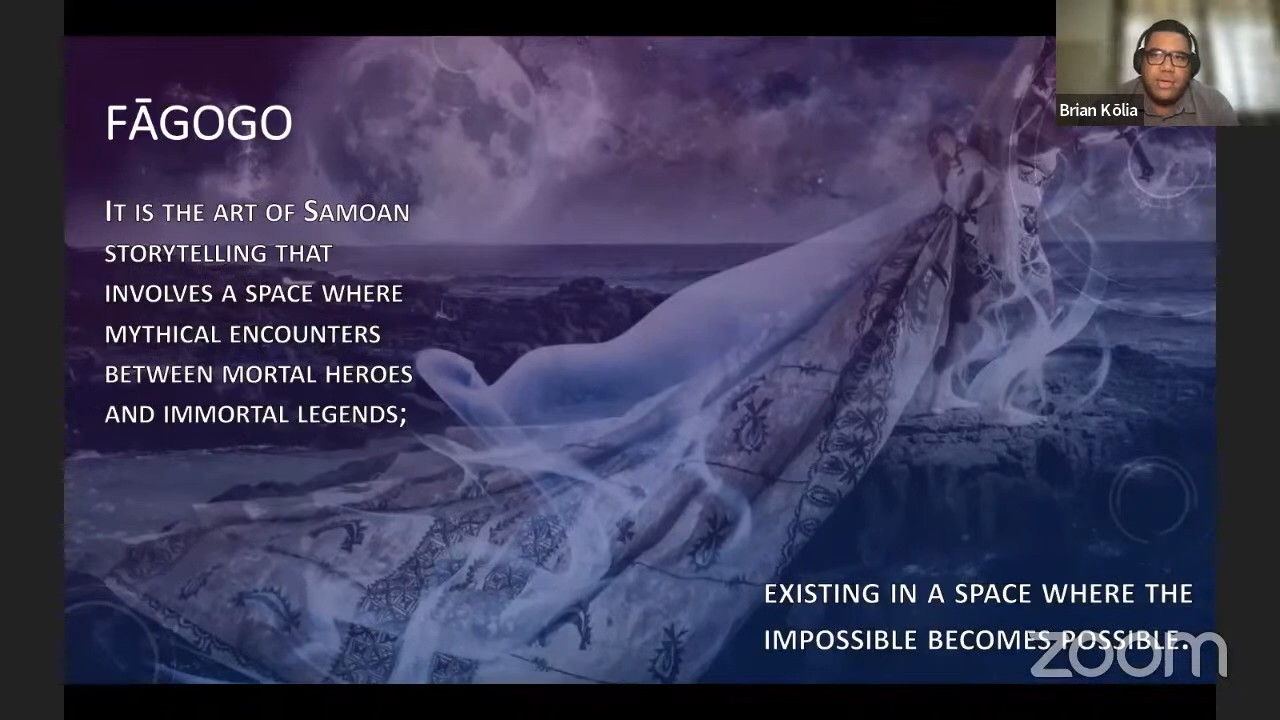 FĀGOGO
IT IS THE ART OF SAMOAN
STORYTELLING THAT
INVOLVES A SPACE WHERE
MYTHICAL ENCOUNTERS
BETWEEN MORTAL HEROES
AND IMMORTAL LEGENDS;
EXISTING IN A SPACE WHERE THE
IMPOSSIBLE BECOMES POSSIBLE.
Brian Kōlia
zoom